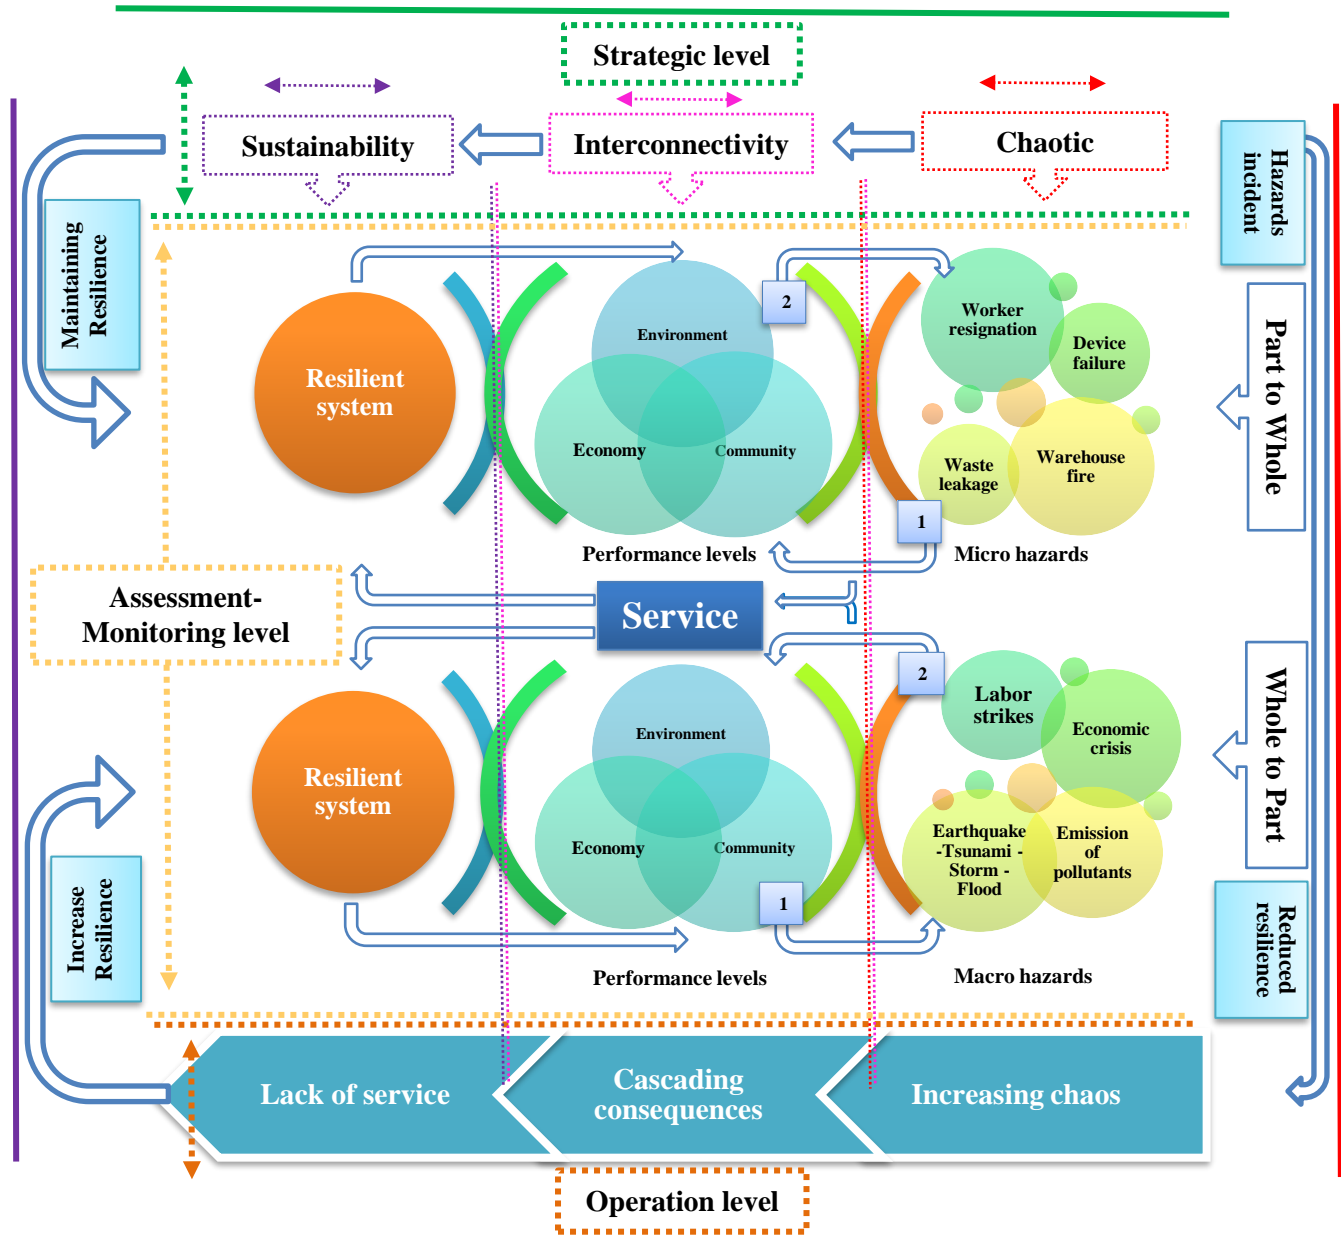 Strategic level
Sustainability
Interconnectivity
Chaotic
Hazards
incident
Maintaining
Resilience
Resilient
system
Environment
Economy
Community
2
Worker
resignation
Device
failure
Waste
leakage
Warehouse
fire
1
Part to Whole
Performance levels
Micro hazards
Assessment-
Monitoring level
Service
Whole to Part
Resilient
system
Environment
Economy
Community
2
Labor
strikes
Economic
crisis
Earthquake
-Tsunami -
Storm -
Flood
Emission
of
pollutants
1
Increase
Resilience
Reduced
resilience
Performance levels
Macro hazards
Lack of service
Cascading
consequences
Increasing chaos
Operation level